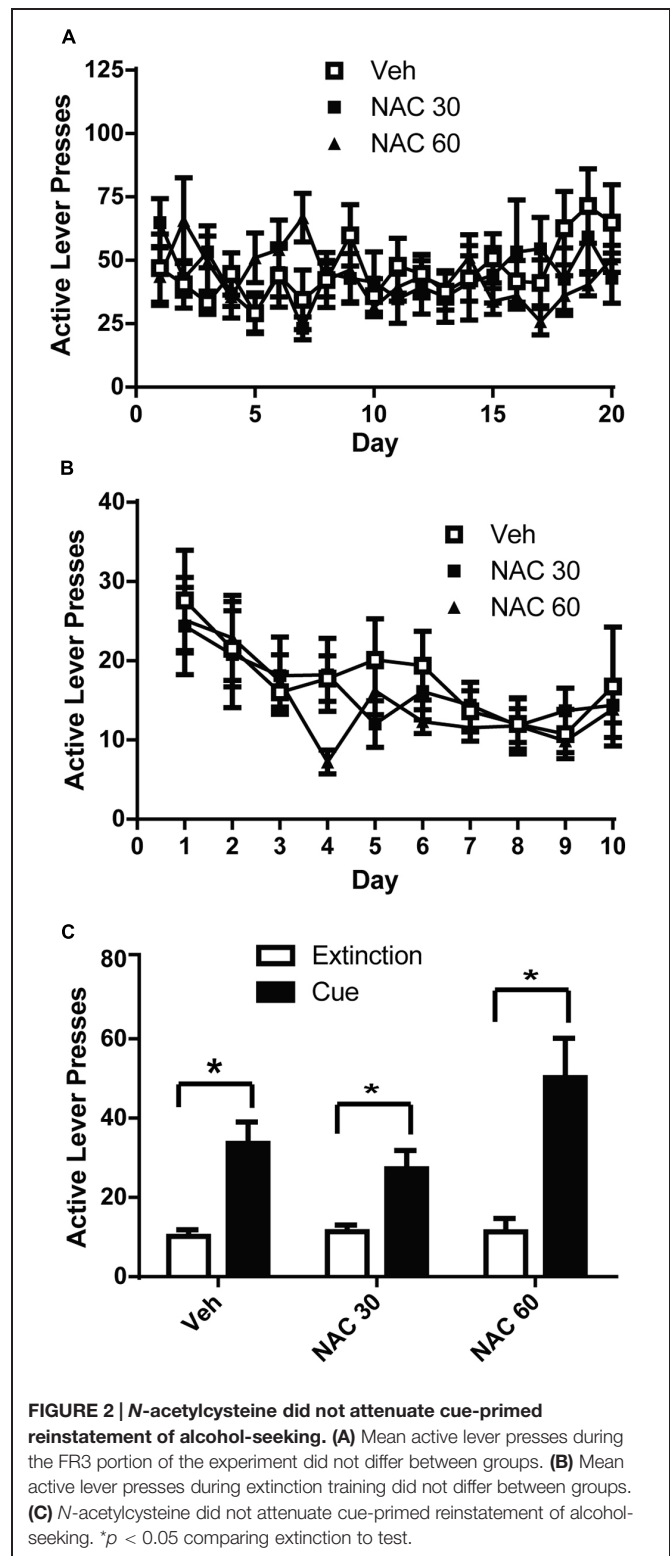 A
Veh
NAC 30
NAC 60
125
100
75
50
25
0
Active Lever Presses
0 5 10 15 20
Day
B
Veh
NAC 30
NAC 60
40
30
20
10
0
Active Lever Presses
0 1 2 3 4 5 6 7 8 9 10
Day
C
Extinction
Cue
80
60
40
20
0
Active Lever Presses
*
*
*
Veh
NAC 30
NAC 60
FIGURE 2 | N-acetylcysteine did not attenuate cue-primed
reinstatement of alcohol-seeking. (A) Mean active lever presses during
the FR3 portion of the experiment did not differ between groups. (B) Mean
active lever presses during extinction training did not differ between groups.
(C) N-acetylcysteine did not attenuate cue-primed reinstatement of alcohol-
seeking. *p < 0.05 comparing extinction to test.